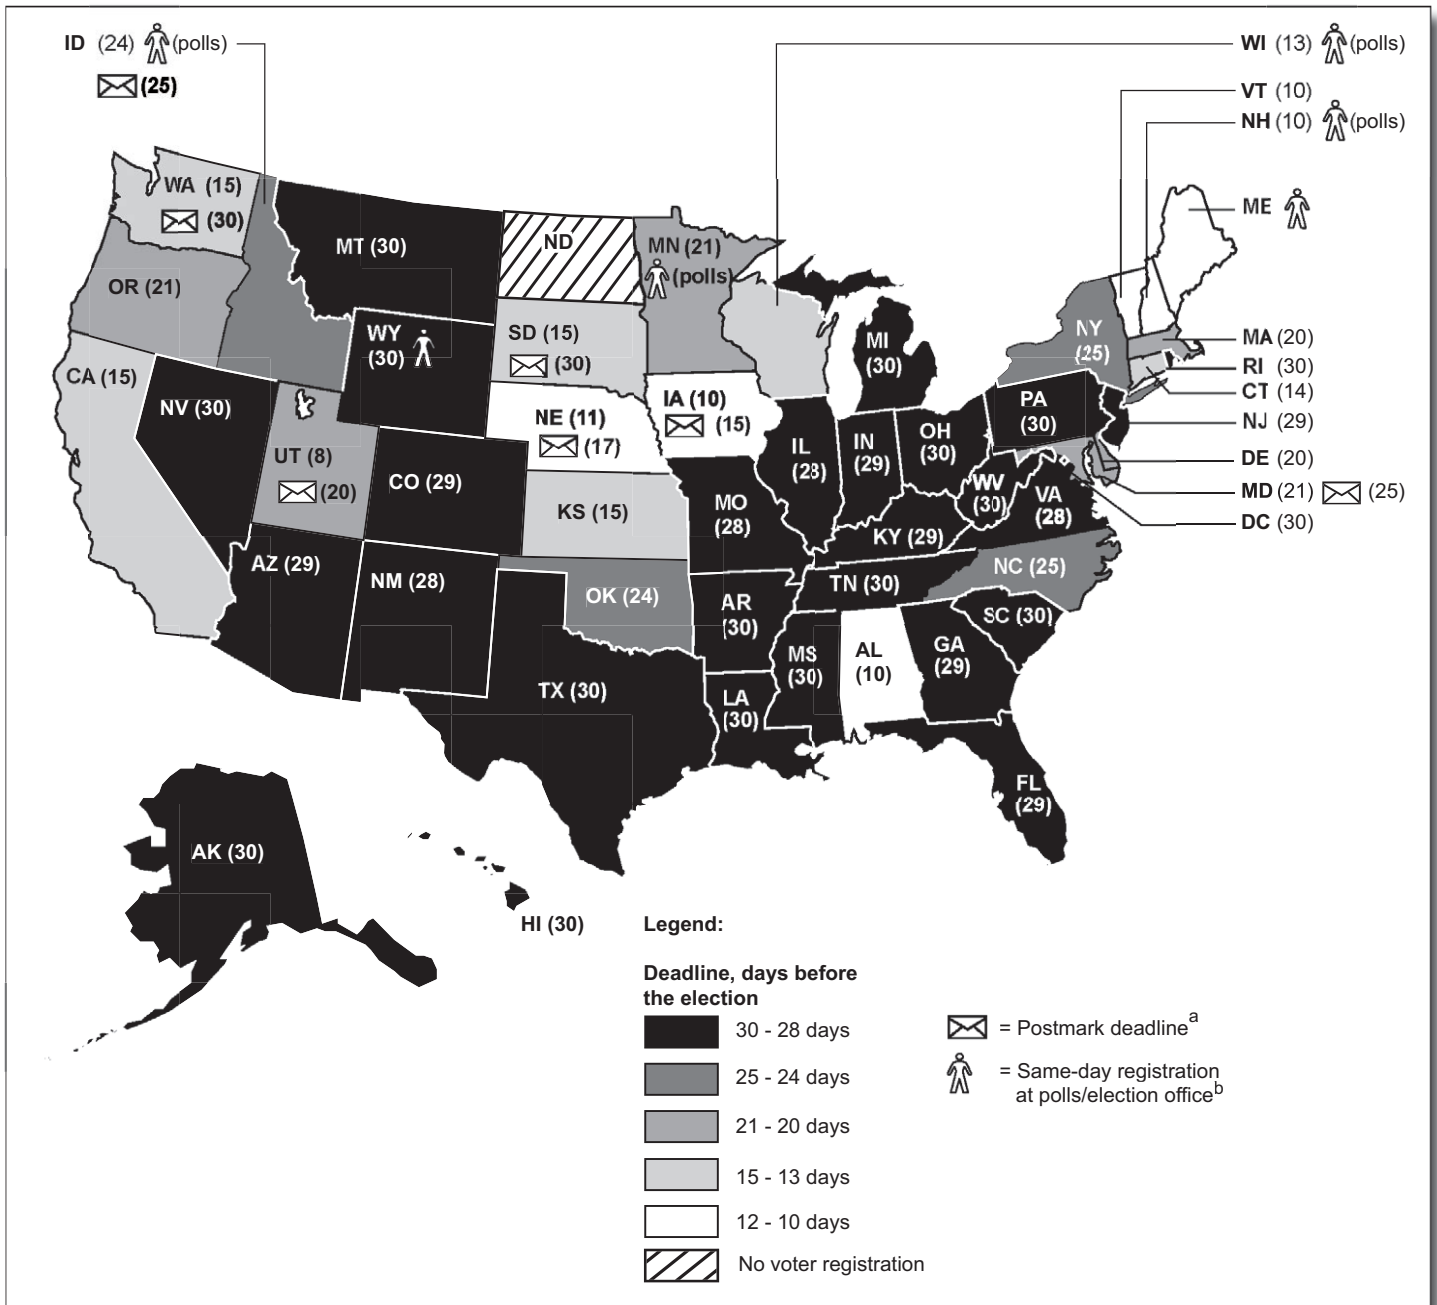 ID (24) (polls)
(25)
WI (13) (polls)
VT (10)
NH (10) (polls)
ME
WA (15)
(30)
MT (30)
ND
MN (21)
(polls)
OR (21)
WY
(30)
SD (15)
(30)
MI
(30)
NY
(25)
MA (20)
RI (30)
CT (14)
NJ (29)
DE (20)
MD (21) (25)
DC (30)
CA (15)
NV (30)
NE (11)
(17)
IA (10)
(15)
PA
(30)
UT (8)
(20)
CO (29)
KS (15)
MO
(28)
IL
(28)
IN
(29)
OH
(30)
WV
(30)
VA
(28)
KY (29)
AZ (29)
NM (28)
OK (24)
AR
(30)
TN (30)
NC (25)
SC (30)
MS
(30)
AL
(10)
GA
(29)
TX (30)
LA
(30)
FL
(29)
AK (30)
HI (30)
Legend:
Deadline, days before
the election
30 - 28 days
25 - 24 days
21 - 20 days
15 - 13 days
12 - 10 days
No voter registration
= Postmark deadlineᵃ
= Same-day registration
at polls/election officeᵇ